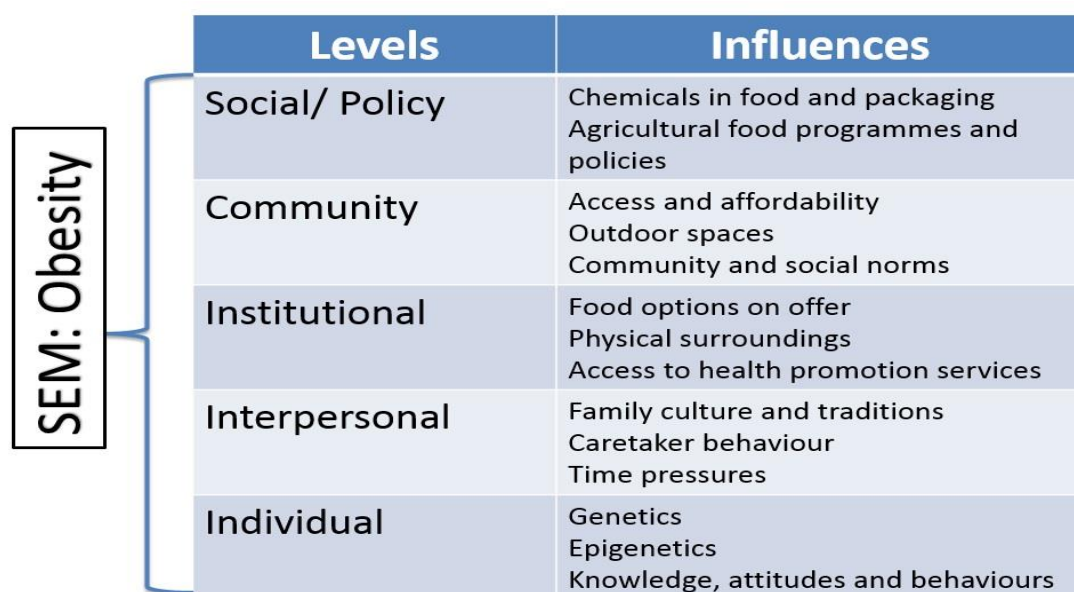 SEM: Obesity
Levels
Influences
Social/ Policy
Chemicals in food and packaging
Agricultural food programmes and
policies
Community
Access and affordability
Outdoor spaces
Community and social norms
Institutional
Food options on offer
Physical surroundings
Access to health promotion services
Interpersonal
Family culture and traditions
Caretaker behaviour
Time pressures
Individual
Genetics
Epigenetics
Knowledge, attitudes and behaviours